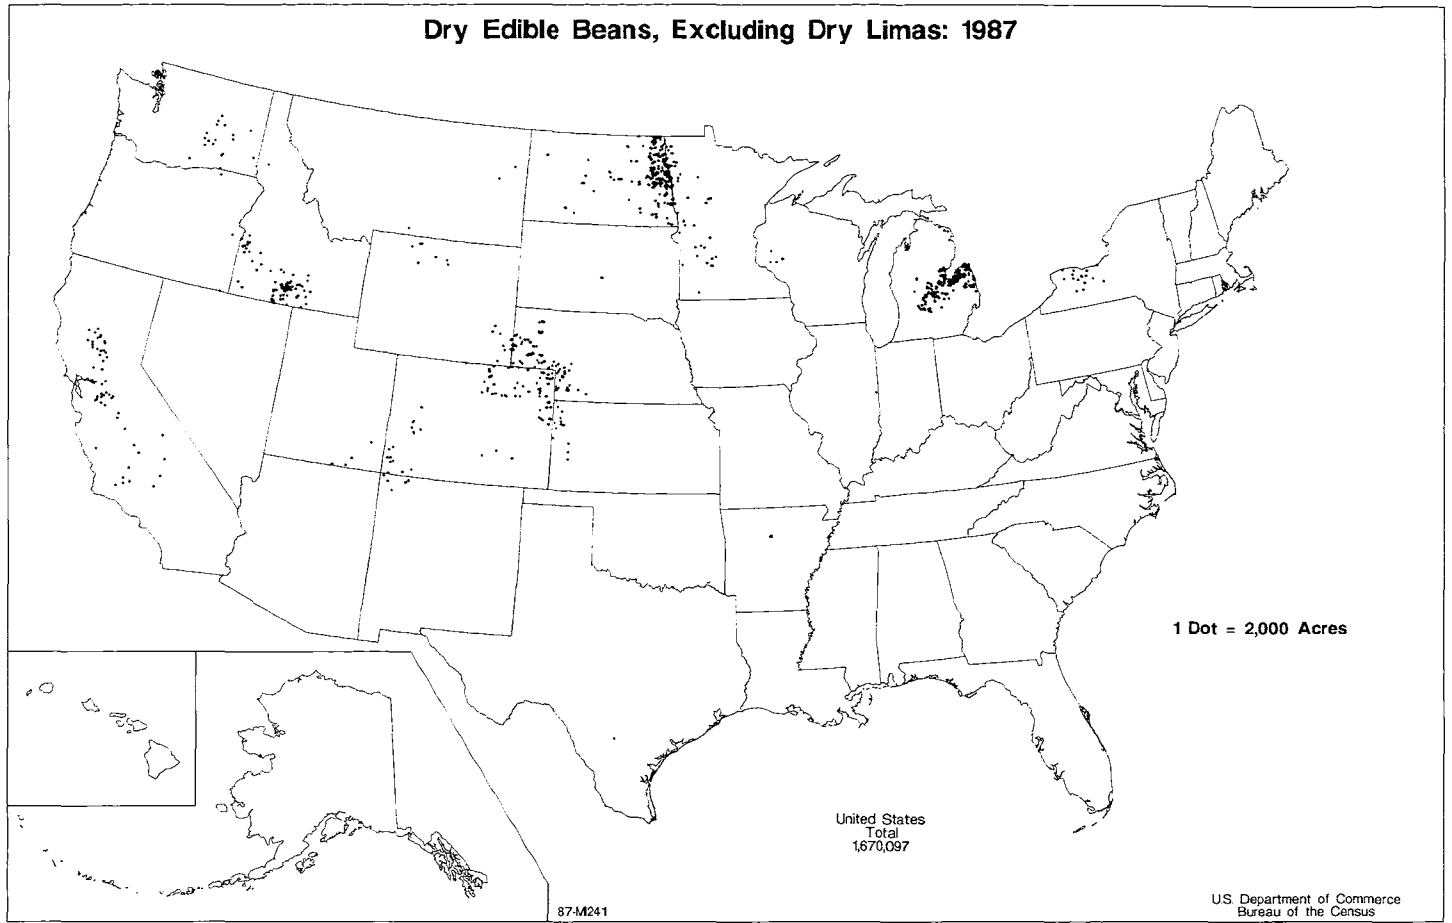 Dry Edible Beans, Excluding Dry Limas: 1987
1 Dot = 2,000 Acres
United States
Total
1,670,097
87-M241
U.S. Department of Commerce
Bureau of the Census